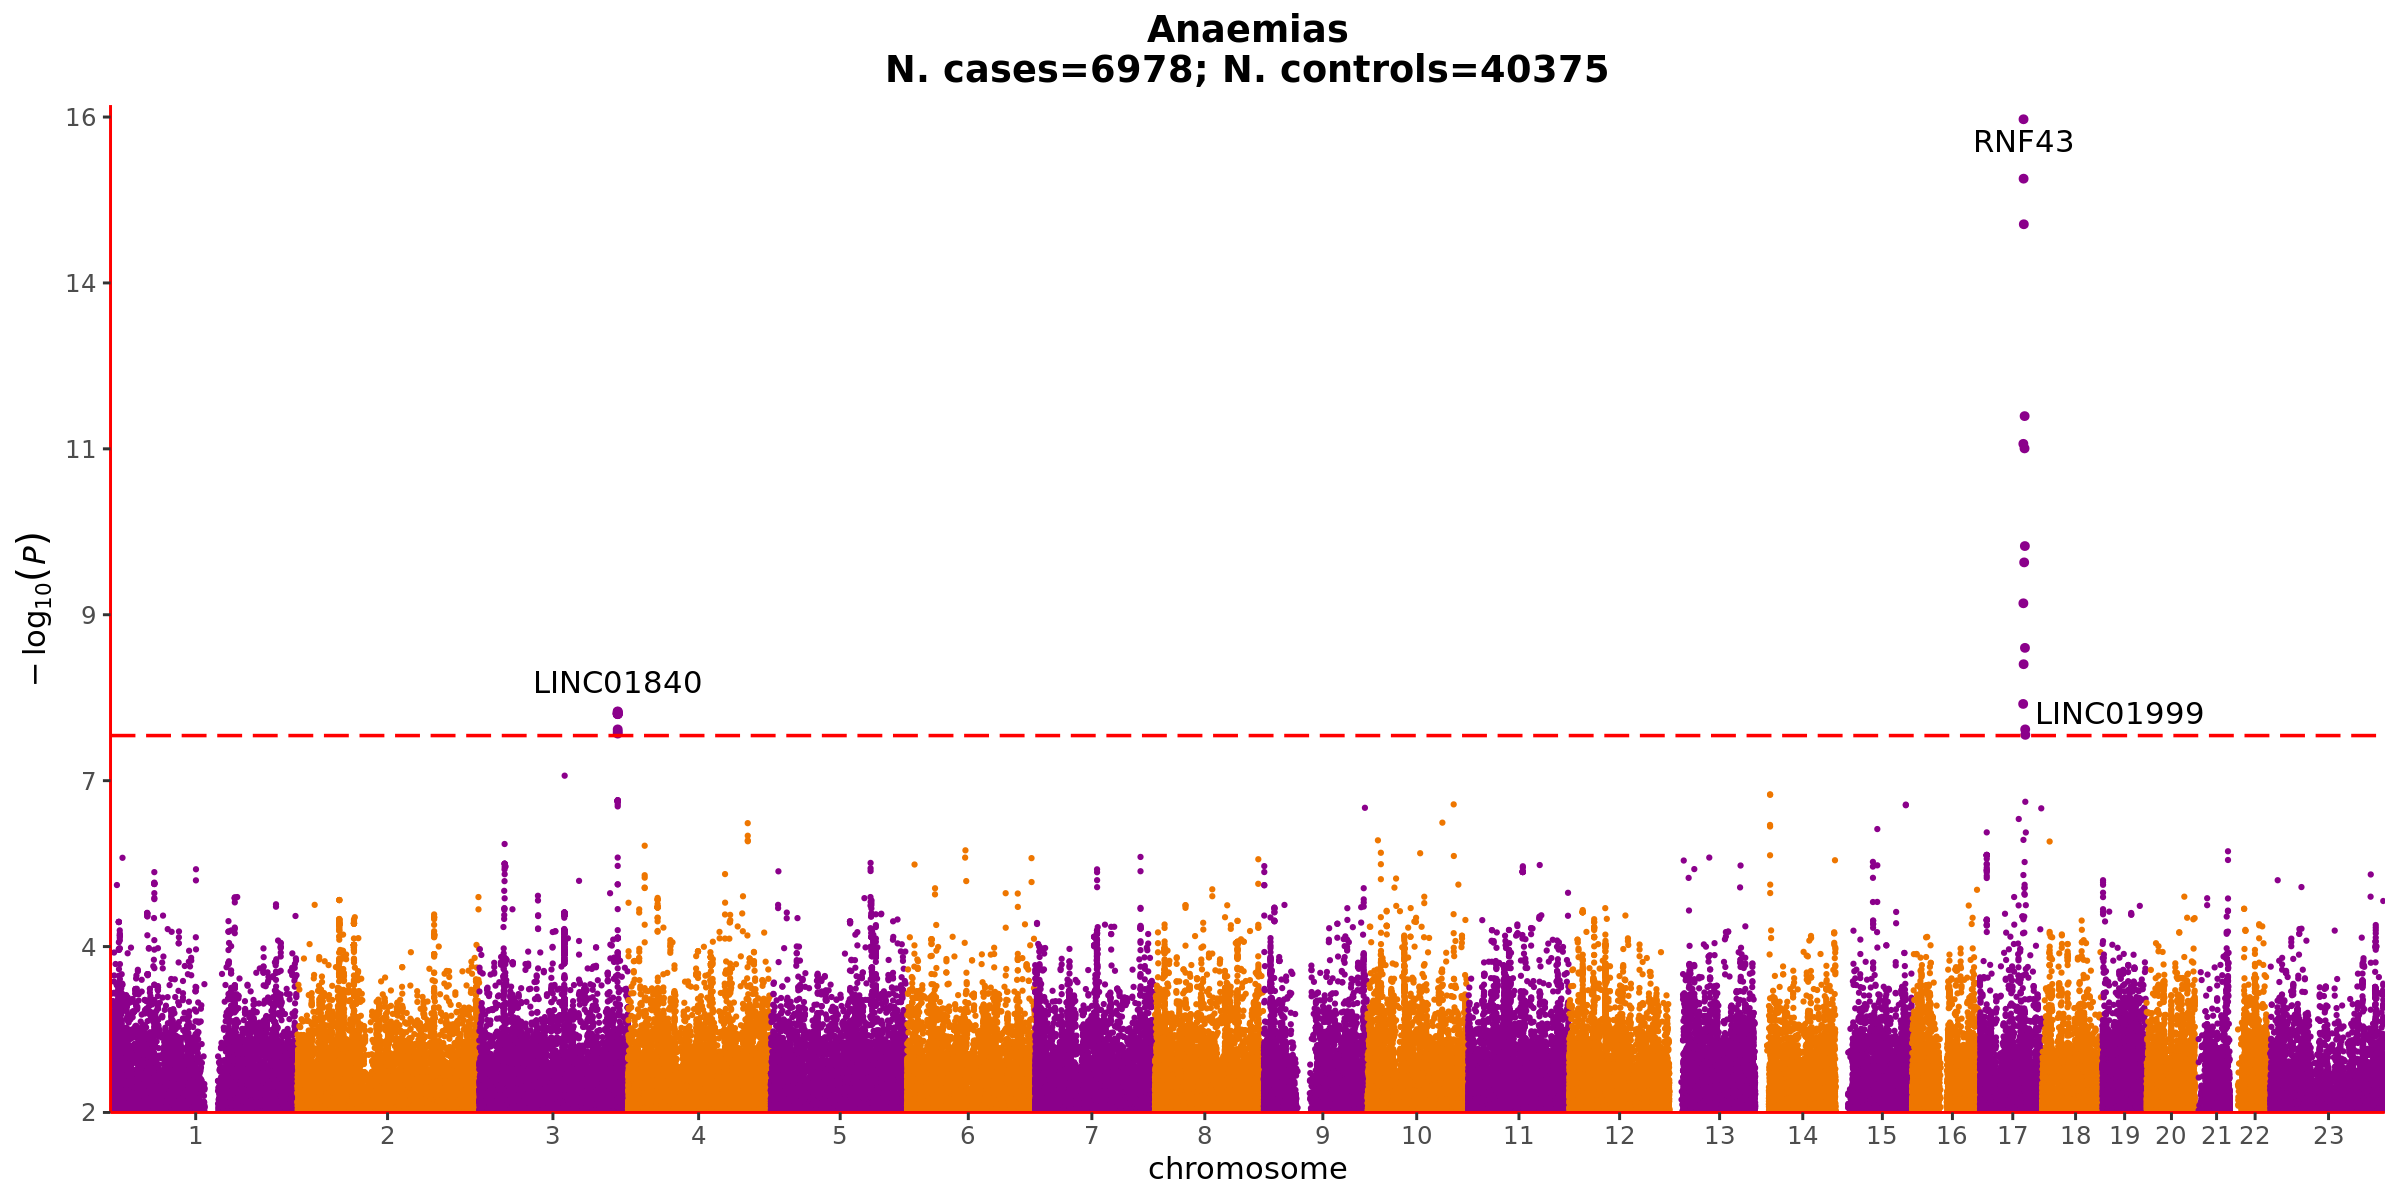 Anaemias
N. cases=6978; N. controls=40375
16
RNF43
14
11
− log10(P)
9
LINC01840
LINC01999
7
4
2
1 2 3 4 5 6 7 8 9 10 11 12 13 14 15 16 17 18 19 20 21 22 23
chromosome